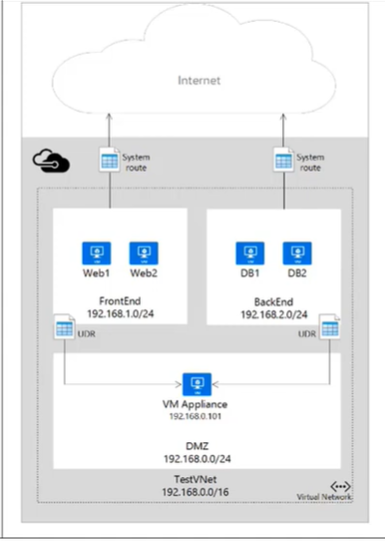 Internet
System
route
System
route
Web1
Web2
DB1
DB2
FrontEnd
192.168.1.0/24
BackEnd
192.168.2.0/24
UDR
UDR
VM Appliance
192.168.0.101
DMZ
192.168.0.0/24
TestVNet
192.168.0.0/16
Virtual Network